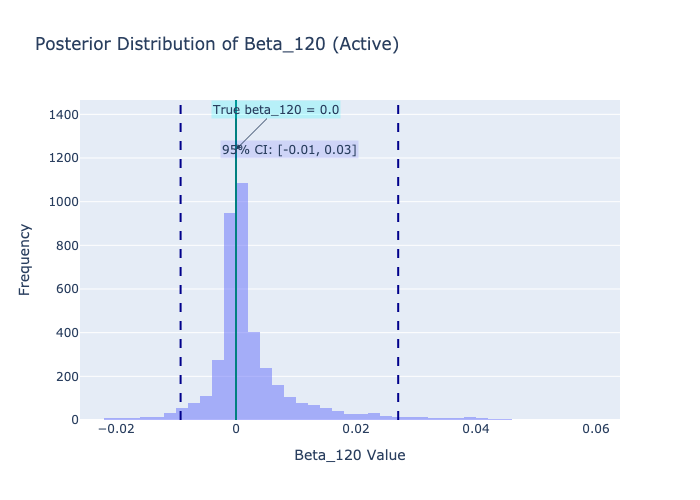 Posterior Distribution of Beta_120 (Active)
True beta_120 = 0.0
95% CI: [-0.01, 0.03]
Frequency
1400
1200
1000
800
600
400
200
0
−0.02
0
0.02
0.04
0.06
Beta_120 Value